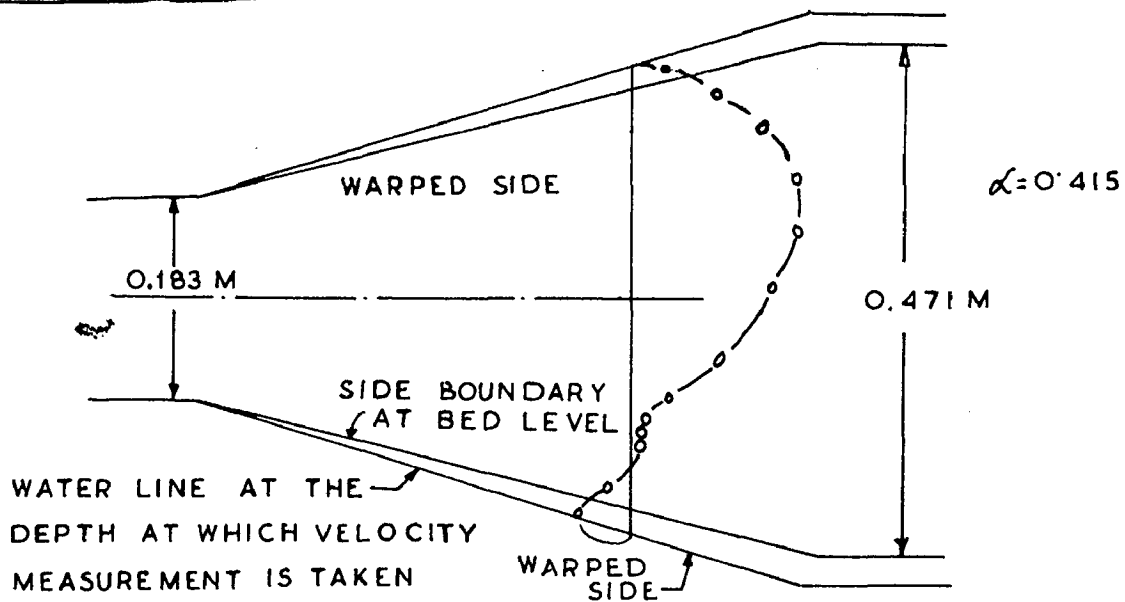 WARPED SIDE
α=0.415
0.183 M
0.471 M
SIDE BOUNDARY
AT BED LEVEL
WATER LINE AT THE
DEPTH AT WHICH VELOCITY
MEASUREMENT IS TAKEN
WARPED
SIDE